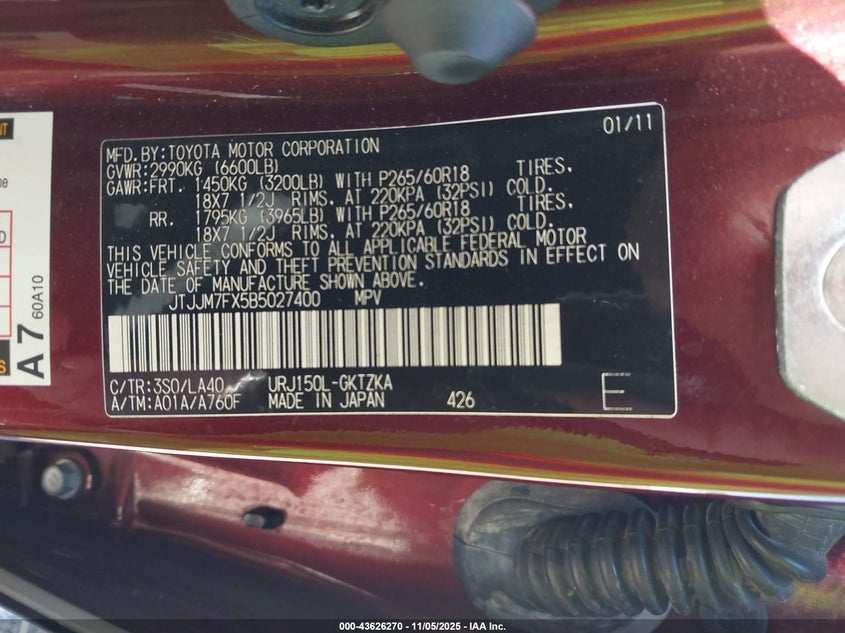 01/11
MFD.BY:TOYOTA MOTOR CORPORATION
GVWR:2990KG (6600LB)
GAWR:FRT. 1450KG (3200LB) WITH P265/60R18 TIRES.
18X7 1/2J RIMS. AT 220KPA (32PSI) COLD.
RR. 1795KG (3965LB) WITH P265/60R18 TIRES.
18X7 1/2J RIMS. AT 220KPA (32PSI) COLD.
THIS VEHICLE CONFORMS TO ALL APPLICABLE FEDERAL MOTOR
VEHICLE SAFETY AND THEFT PREVENTION STANDARDS IN EFFECT ON
THE DATE OF MANUFACTURE SHOWN ABOVE.
JTJJM7FX5B5027400 MPV
C/TR:3S0/LA40 URJ150L-GKTZKA
A/TM:A01A/A760F MADE IN JAPAN 426 E
A 7 60A10
000-43626270 - 11/05/2025 - IAA Inc.